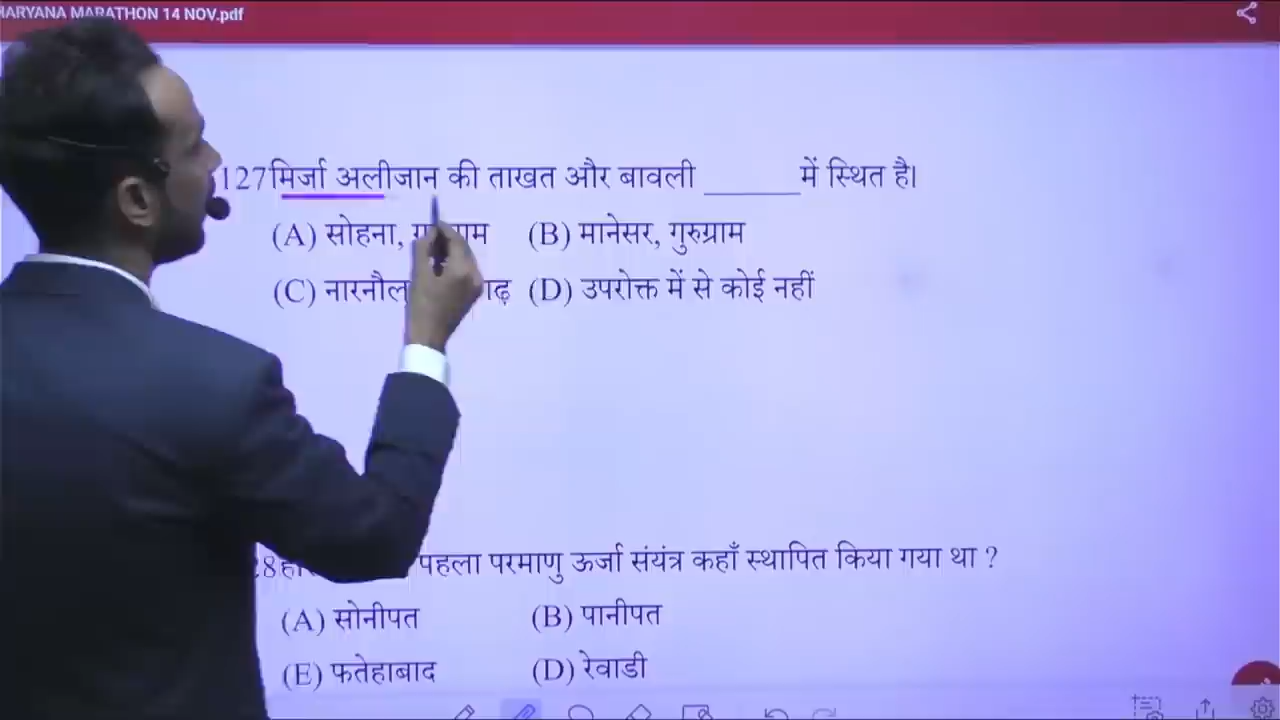 HARYANA MARATHON 14 NOV.pdf
127मिर्जा अलीजान की ताखत और बावली ______में स्थित है।
(A) सोहना, (B) मानेसर, गुरुग्राम
(C) नारनौल (D) उपरोक्त में से कोई नहीं
पहला परमाणु ऊर्जा संयंत्र कहाँ स्थापित किया गया था ?
(A) सोनीपत (B) पानीपत
(E) फतेहाबाद (D) रेवाडी